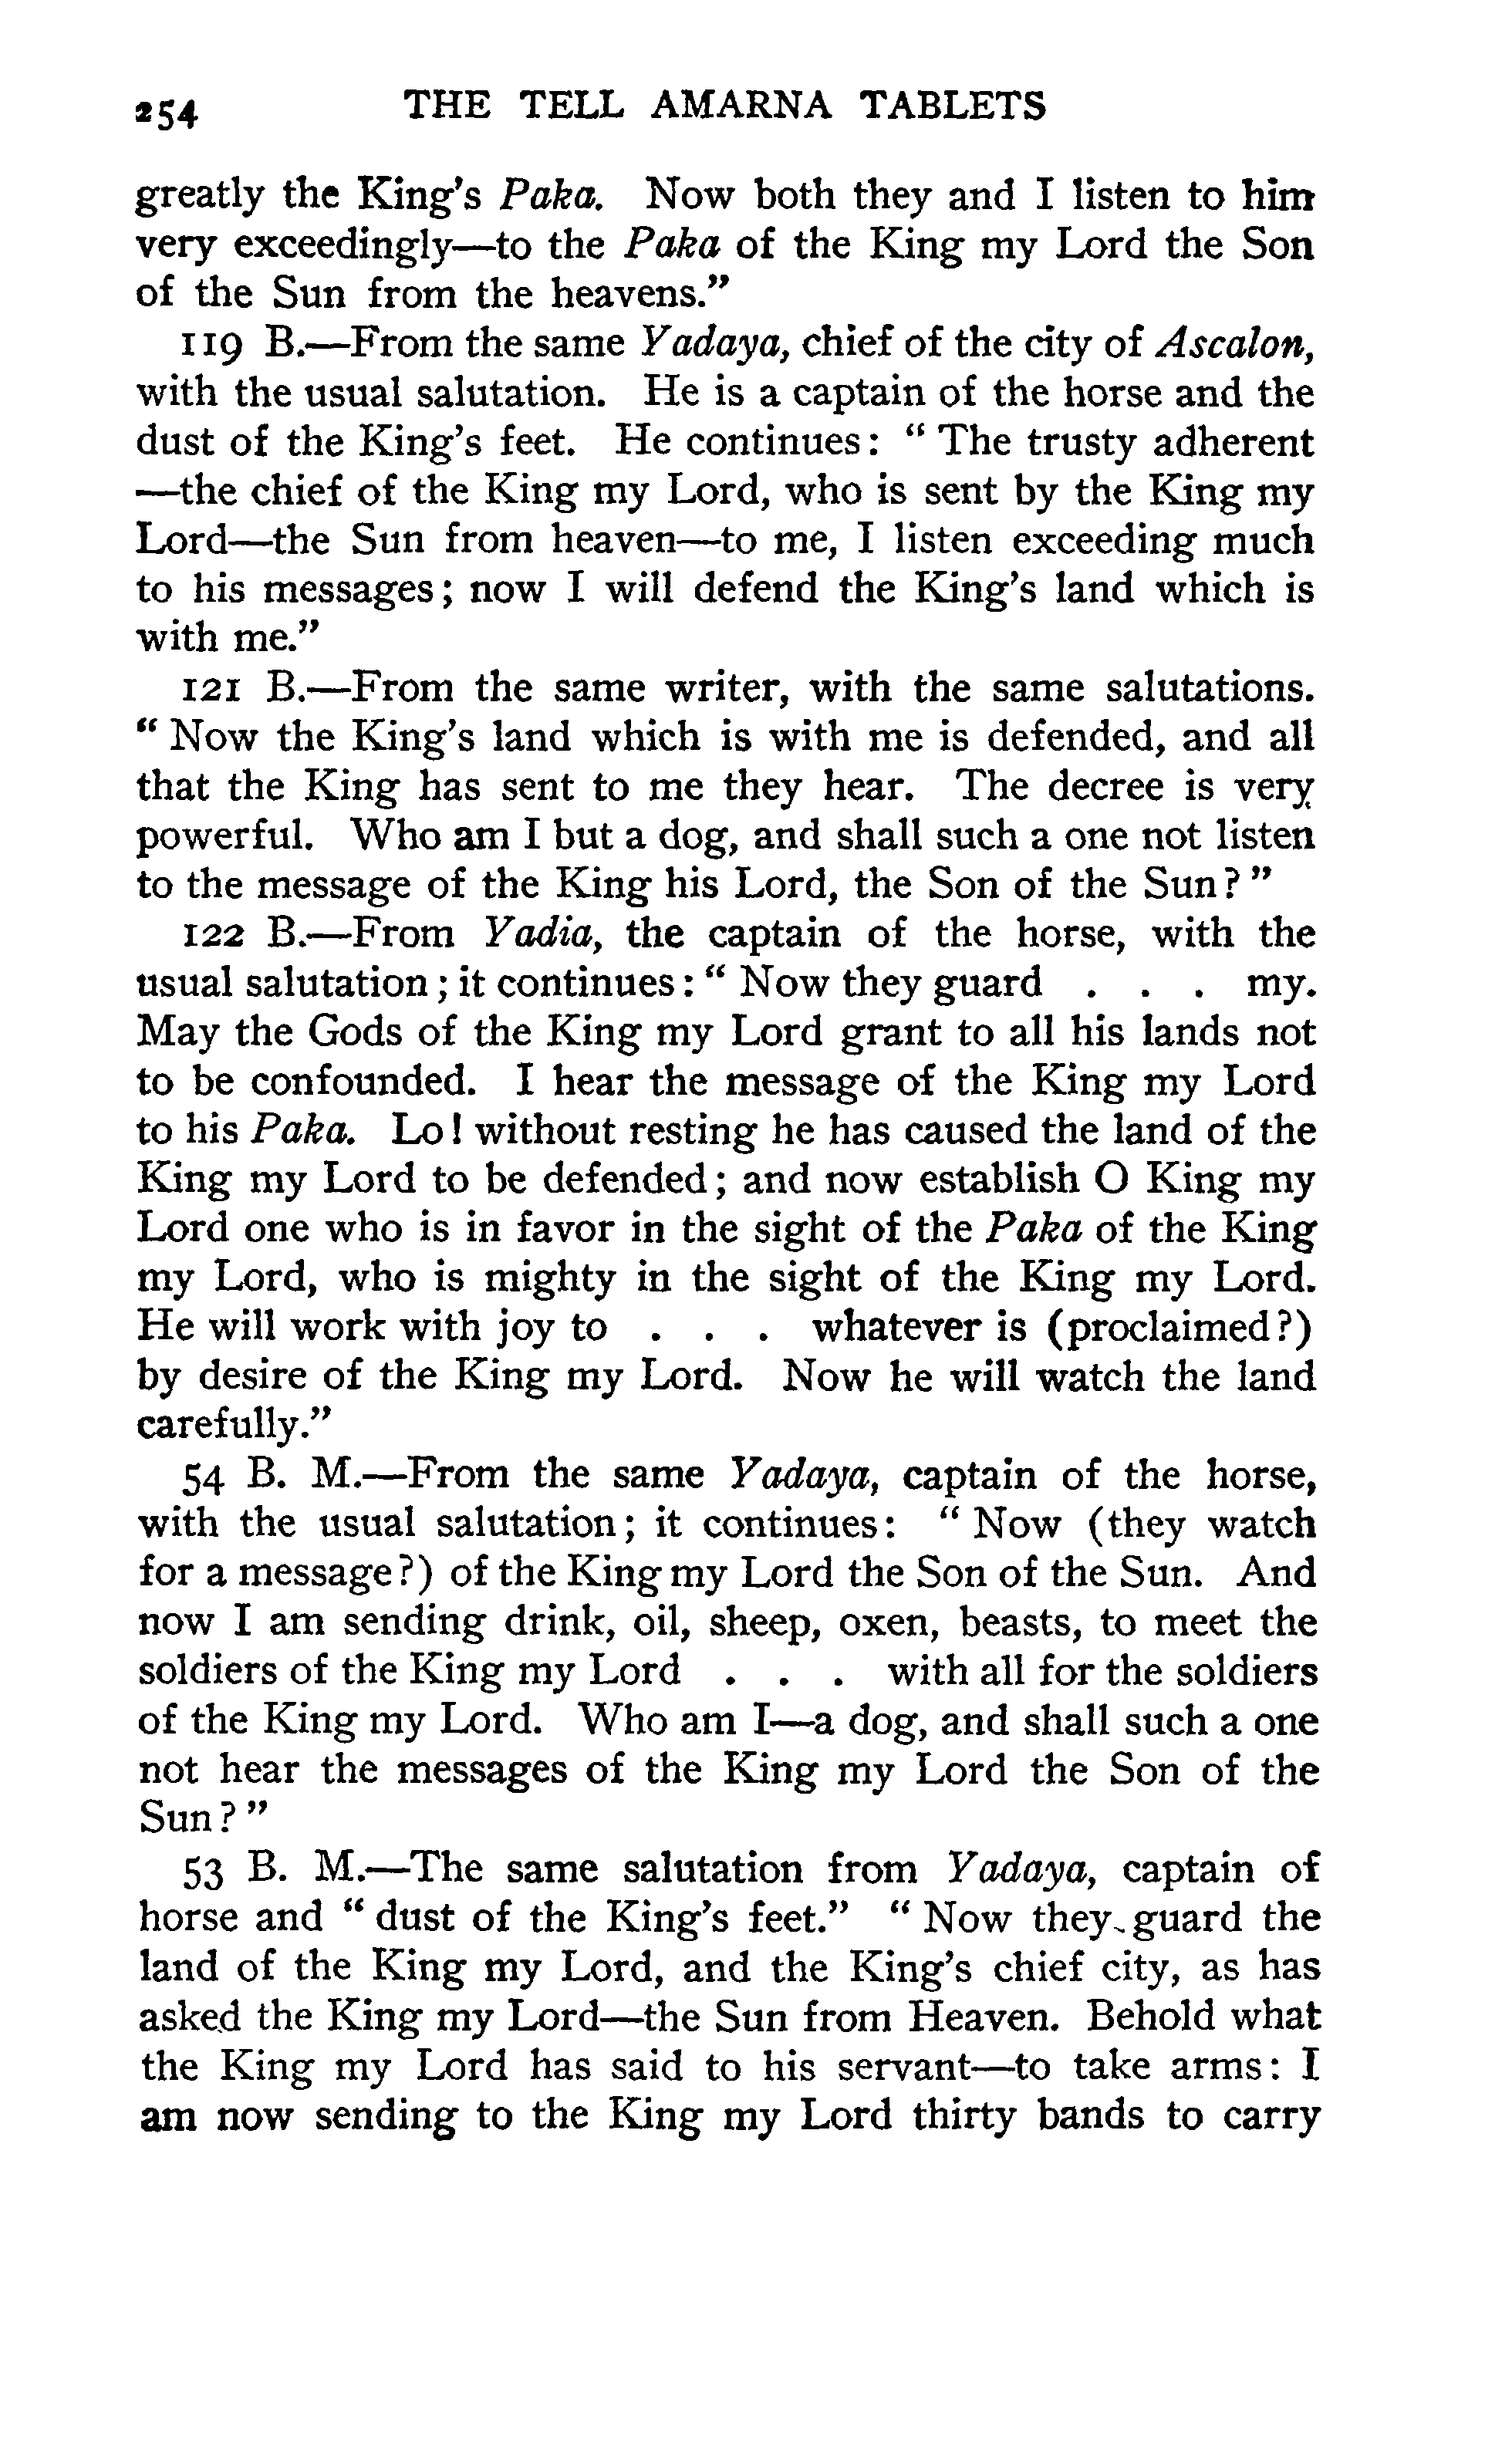 254 THE TELL AMARNA TABLETS
greatly the King's Paka. Now both they and I listen to him
very exceedingly—to the Paka of the King my Lord the Son
of the Sun from the heavens."
119 B.—From the same Yadaya, chief of the city of Ascalon,
with the usual salutation. He is a captain of the horse and the
dust of the King's feet. He continues: "The trusty adherent
—the chief of the King my Lord, who is sent by the King my
Lord—the Sun from heaven—to me, I listen exceeding much
to his messages; now I will defend the King's land which is
with me."
121 B.—From the same writer, with the same salutations.
"Now the King's land which is with me is defended, and all
that the King has sent to me they hear. The decree is very
powerful. Who am I but a dog, and shall such a one not listen
to the message of the King his Lord, the Son of the Sun?"
122 B.—From Yadia, the captain of the horse, with the
usual salutation; it continues: "Now they guard . . . my.
May the Gods of the King my Lord grant to all his lands not
to be confounded. I hear the message of the King my Lord
to his Paka. Lo! without resting he has caused the land of the
King my Lord to be defended; and now establish O King my
Lord one who is in favor in the sight of the Paka of the King
my Lord, who is mighty in the sight of the King my Lord.
He will work with joy to . . . whatever is (proclaimed?)
by desire of the King my Lord. Now he will watch the land
carefully."
54 B. M.—From the same Yadaya, captain of the horse,
with the usual salutation; it continues: "Now (they watch
for a message?) of the King my Lord the Son of the Sun. And
now I am sending drink, oil, sheep, oxen, beasts, to meet the
soldiers of the King my Lord . . . with all for the soldiers
of the King my Lord. Who am I—a dog, and shall such a one
not hear the messages of the King my Lord the Son of the
Sun?"
53 B. M.—The same salutation from Yadaya, captain of
horse and "dust of the King's feet." "Now they guard the
land of the King my Lord, and the King's chief city, as has
asked the King my Lord—the Sun from Heaven. Behold what
the King my Lord has said to his servant—to take arms: I
am now sending to the King my Lord thirty bands to carry